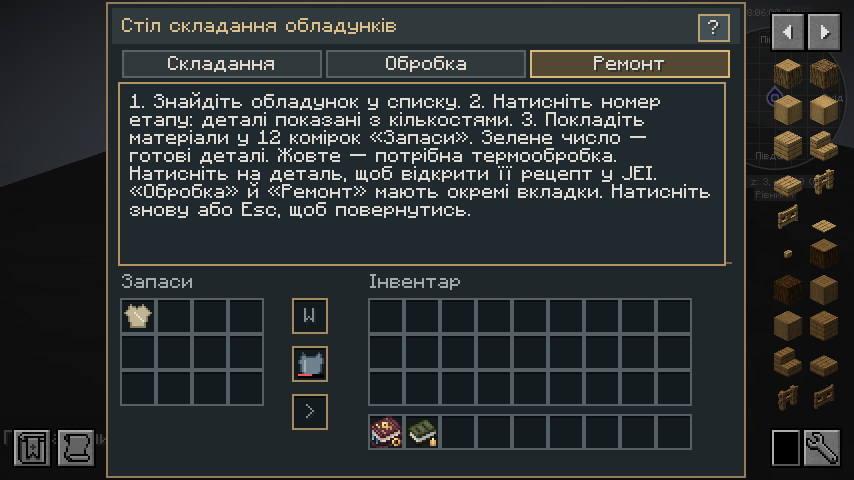 Стіл складання обладунків
?
Складання
Обробка
Ремонт
1. Знайдіть обладунок у списку. 2. Натисніть номер
етапу: деталі показані з кількостями. 3. Покладіть
матеріали у 12 комірок «Запаси». Зелене число —
готові деталі. Жовте — потрібна термообробка.
Натисніть на деталь, щоб відкрити її рецепт у JEI.
«Обробка» й «Ремонт» мають окремі вкладки. Натисніть
знову або Esc, щоб повернутись.
Запаси
Інвентар
W
>